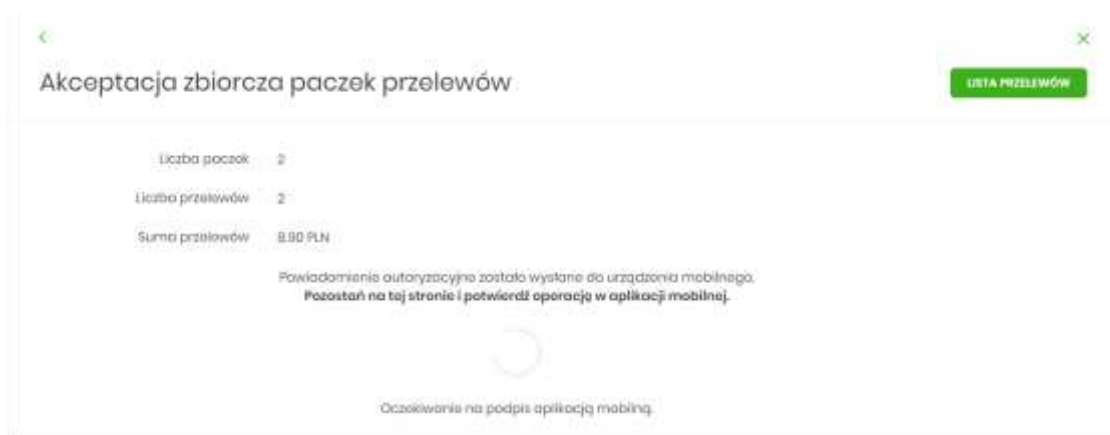 Akceptacja zbiorcza paczek przelewów
LISTA PRZELEWÓW
Liczba paczek 2
Liczba przelewów 2
Suma przelewów 8.90 PLN
Powiadomienie autoryzacyjne zostało wysłane do urządzenia mobilnego.
Pozostań na tej stronie i potwierdź operację w aplikacji mobilnej.
Oczekiwanie na podpis aplikacją mobilną.